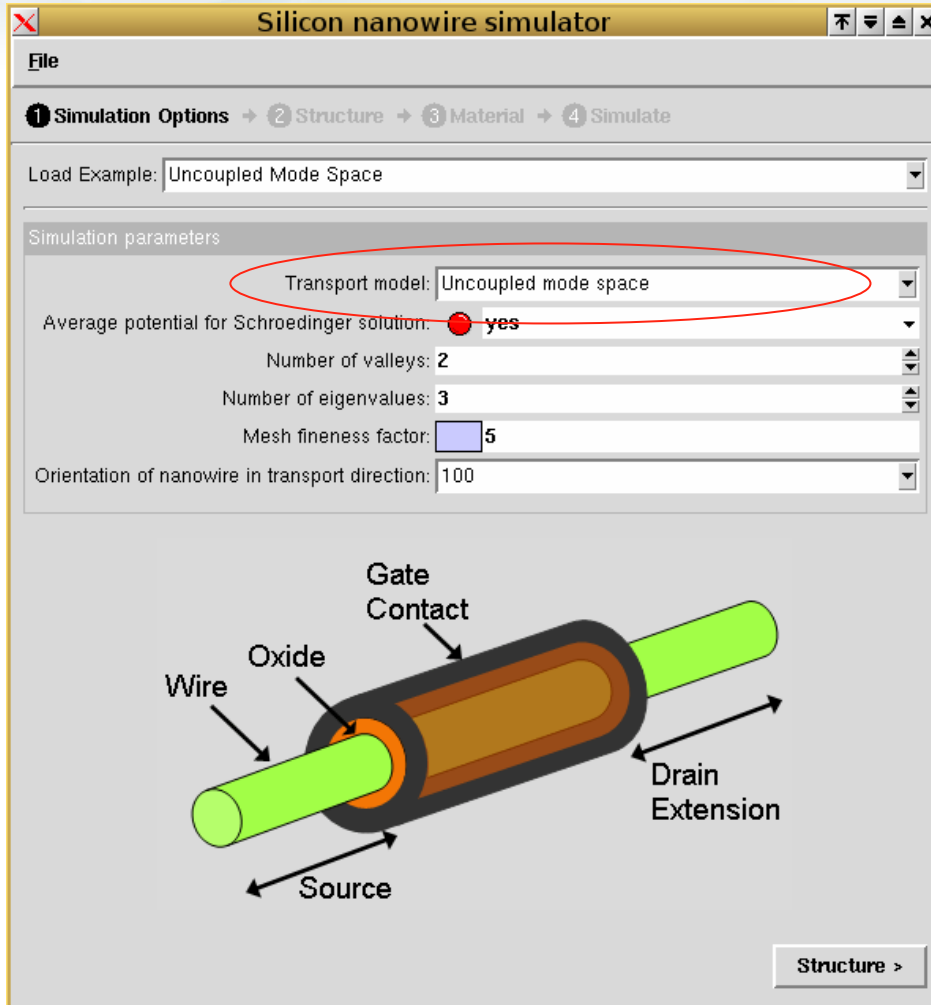 Silicon nanowire simulator
File
1 Simulation Options → 2 Structure → 3 Material → 4 Simulate
Load Example: Uncoupled Mode Space
Simulation parameters
Transport model: Uncoupled mode space
Average potential for Schroedinger solution: yes
Number of valleys: 2
Number of eigenvalues: 3
Mesh fineness factor: 5
Orientation of nanowire in transport direction: 100
Gate
Contact
Oxide
Wire
Drain
Extension
Source
Structure >